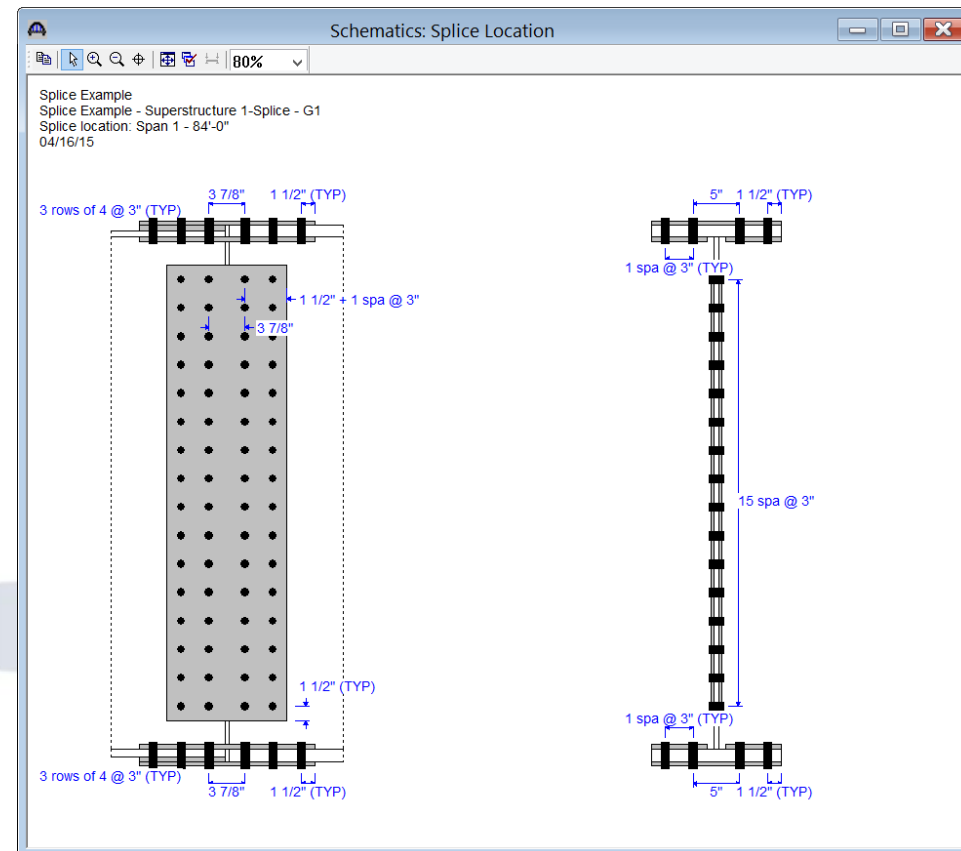 Schematics: Splice Location
80%
Splice Example
Splice Example - Superstructure 1-Splice - G1
Splice location: Span 1 - 84'-0"
04/16/15
3 7/8"
1 1/2" (TYP)
3 rows of 4 @ 3" (TYP)
5"
1 1/2" (TYP)
1 spa @ 3" (TYP)
1 1/2" + 1 spa @ 3"
3 7/8"
15 spa @ 3"
1 1/2" (TYP)
1 spa @ 3" (TYP)
3 rows of 4 @ 3" (TYP)
3 7/8"
1 1/2" (TYP)
5"
1 1/2" (TYP)